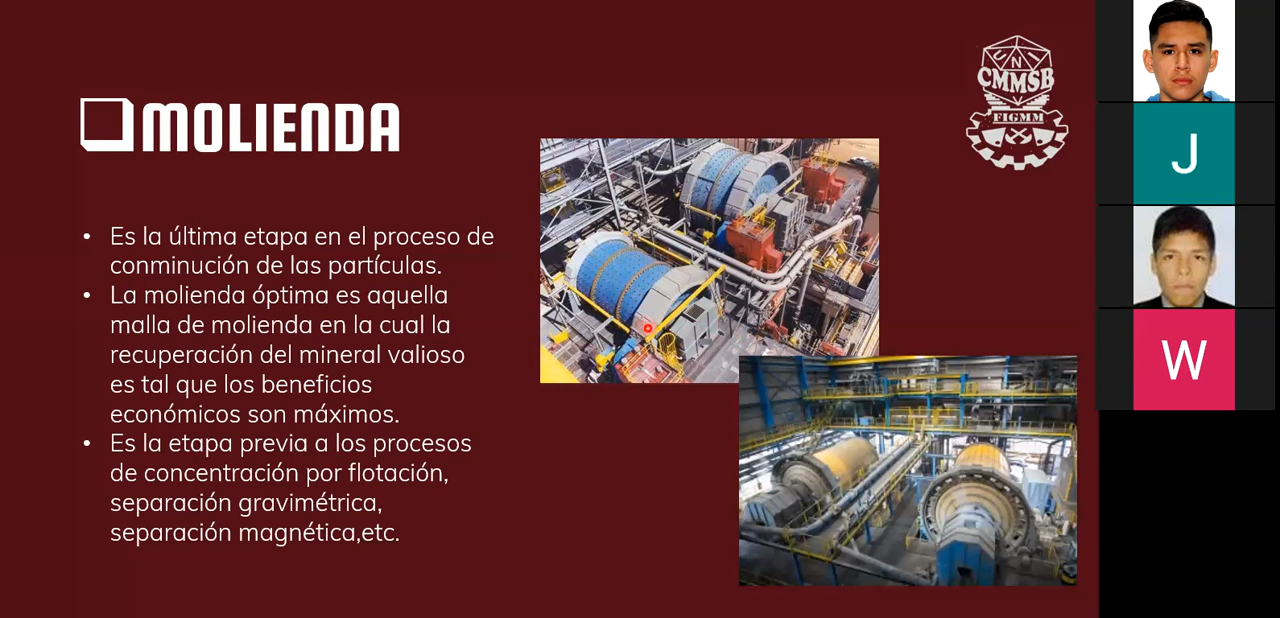 MOLIENDA
• Es la última etapa en el proceso de
conminución de las partículas.
• La molienda óptima es aquella
malla de molienda en la cual la
recuperación del mineral valioso
es tal que los beneficios
económicos son máximos.
• Es la etapa previa a los procesos
de concentración por flotación,
separación gravimétrica,
separación magnética,etc.
UNI
CMMSB
FIGMM
J
W